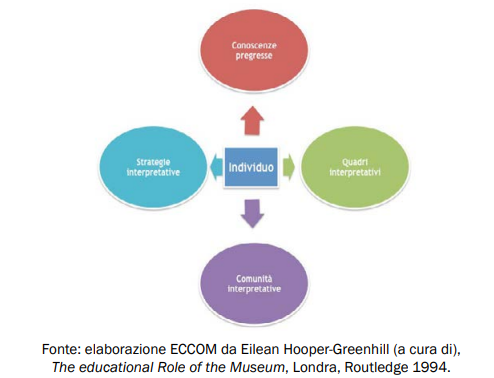 Conoscenze
pregresse
Strategie
interpretative
Individuo
Quadri
interpretativi
Comunità
interpretative
Fonte: elaborazione ECCOM da Eilean Hooper-Greenhill (a cura di),
The educational Role of the Museum, Londra, Routledge 1994.